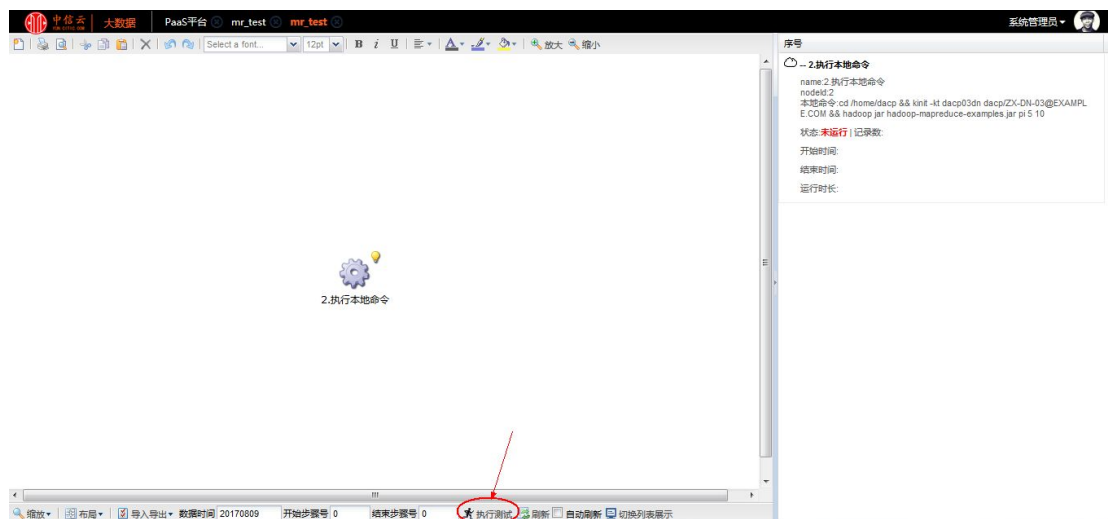 中信云 大数据 PaaS平台 mr_test mr_test 系统管理员
Select a font... 12pt B i U A 放大 缩小
序号
-- 2.执行本地命令
name:2.执行本地命令
nodeId:2
本地命令:cd /home/dacp && kinit -kt dacp03dn dacp/ZX-DN-03@EXAMPL
E.COM && hadoop jar hadoop-mapreduce-examples.jar pi 5 10
状态:未运行 | 记录数:
开始时间:
结束时间:
运行时长:
2.执行本地命令
缩放 布局 导入导出 数据时间 20170809 开始步骤号 0 结束步骤号 0 执行测试 刷新 自动刷新 切换列表展示